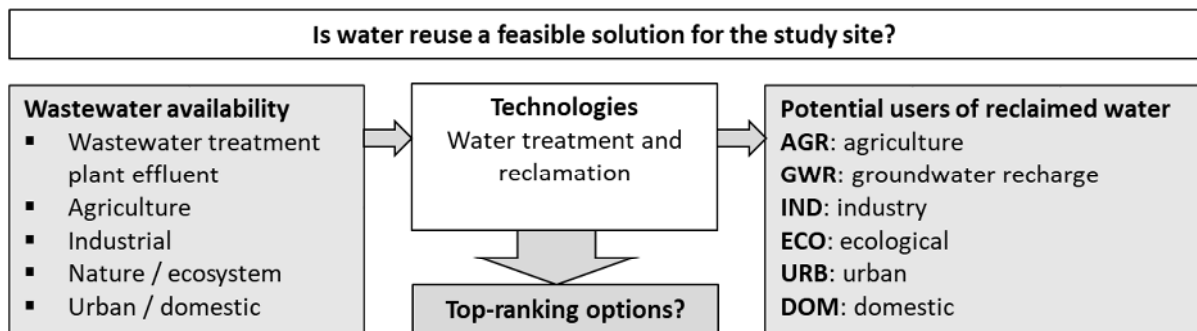 Is water reuse a feasible solution for the study site?
Wastewater availability
▪ Wastewater treatment
plant effluent
▪ Agriculture
▪ Industrial
▪ Nature / ecosystem
▪ Urban / domestic
Technologies
Water treatment and
reclamation
Top-ranking options?
Potential users of reclaimed water
AGR: agriculture
GWR: groundwater recharge
IND: industry
ECO: ecological
URB: urban
DOM: domestic